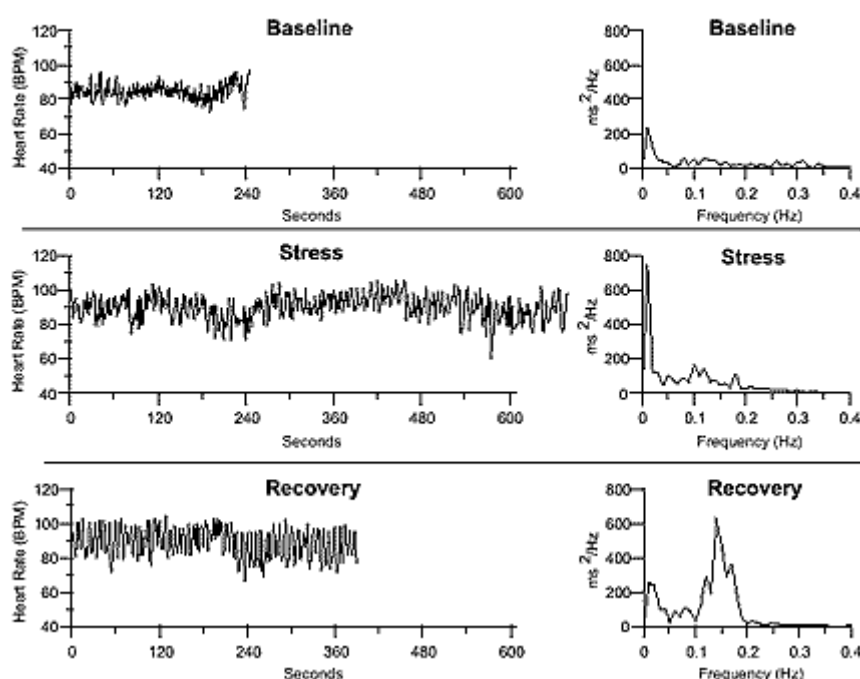 Baseline
Heart Rate (BPM)
120
100
80
60
40
0 120 240 360 480 600
Seconds
Baseline
ms 2/Hz
800
600
400
200
0
0 0.1 0.2 0.3 0.4
Frequency (Hz)
Stress
Heart Rate (BPM)
120
100
80
60
40
0 120 240 360 480 600
Seconds
Stress
ms 2/Hz
800
600
400
200
0
0 0.1 0.2 0.3 0.4
Frequency (Hz)
Recovery
Heart Rate (BPM)
120
100
80
60
40
0 120 240 360 480 600
Seconds
Recovery
ms 2/Hz
800
600
400
200
0
0 0.1 0.2 0.3 0.4
Frequency (Hz)